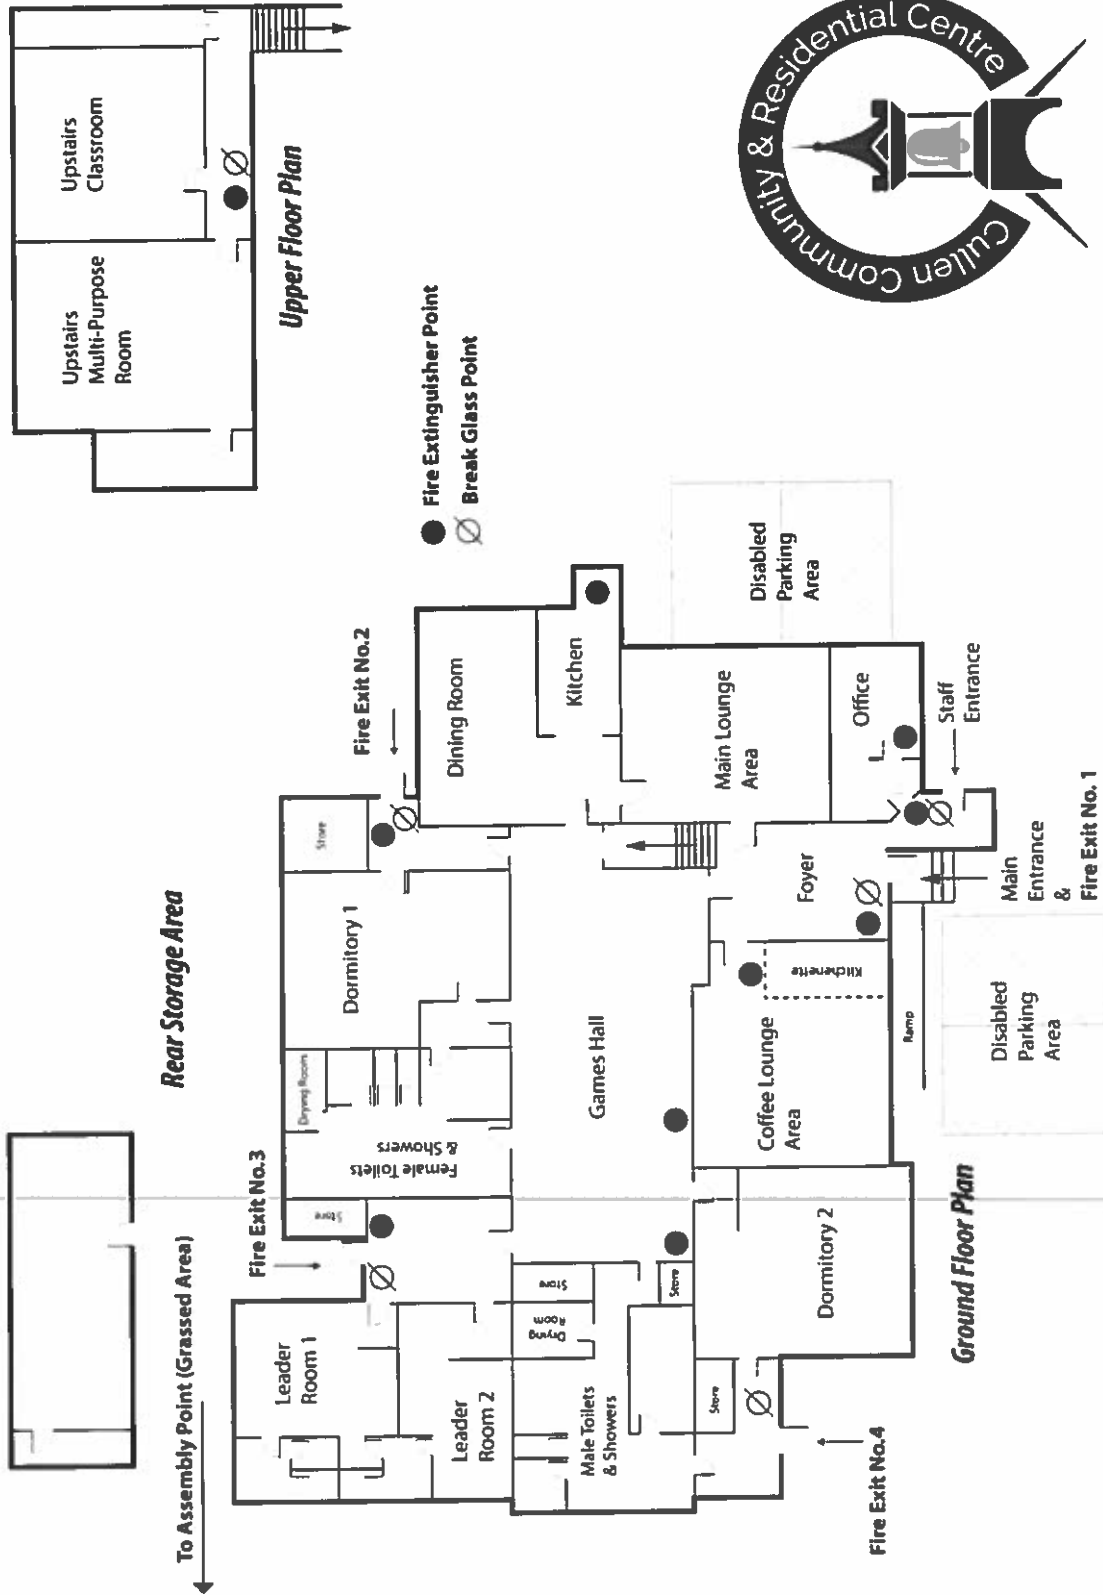 Upstairs
Multi-Purpose
Room
Upstairs
Classroom
Upper Floor Plan
Fire Extinguisher Point
Break Glass Point
Cullen Community & Residential Centre
Rear Storage Area
To Assembly Point (Grassed Area)
Fire Exit No.3
Fire Exit No.2
Leader
Room 1
Leader
Room 2
Store
Female Toilets
& Showers
Drying Room
Dormitory 1
Store
Dining Room
Kitchen
Store
Drying
Room
Male Toilets
& Showers
Store
Store
Games Hall
Main Lounge
Area
Disabled
Parking
Area
Dormitory 2
Coffee Lounge
Area
Kitchenette
Foyer
Office
Ramp
Staff
Entrance
Fire Exit No.4
Ground Floor Plan
Disabled
Parking
Area
Main
Entrance
&
Fire Exit No.1